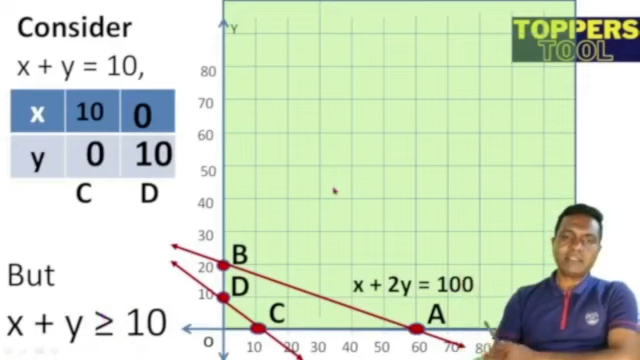 Consider
x + y = 10,
x 10 0
y 0 10
C D
But
x + y ≥ 10
TOPPERS
TOOL
Y
80
70
60
50
40
30
20
10
B
D
C
A
x + 2y = 100
O
10 20 30 40 50 60 70 80